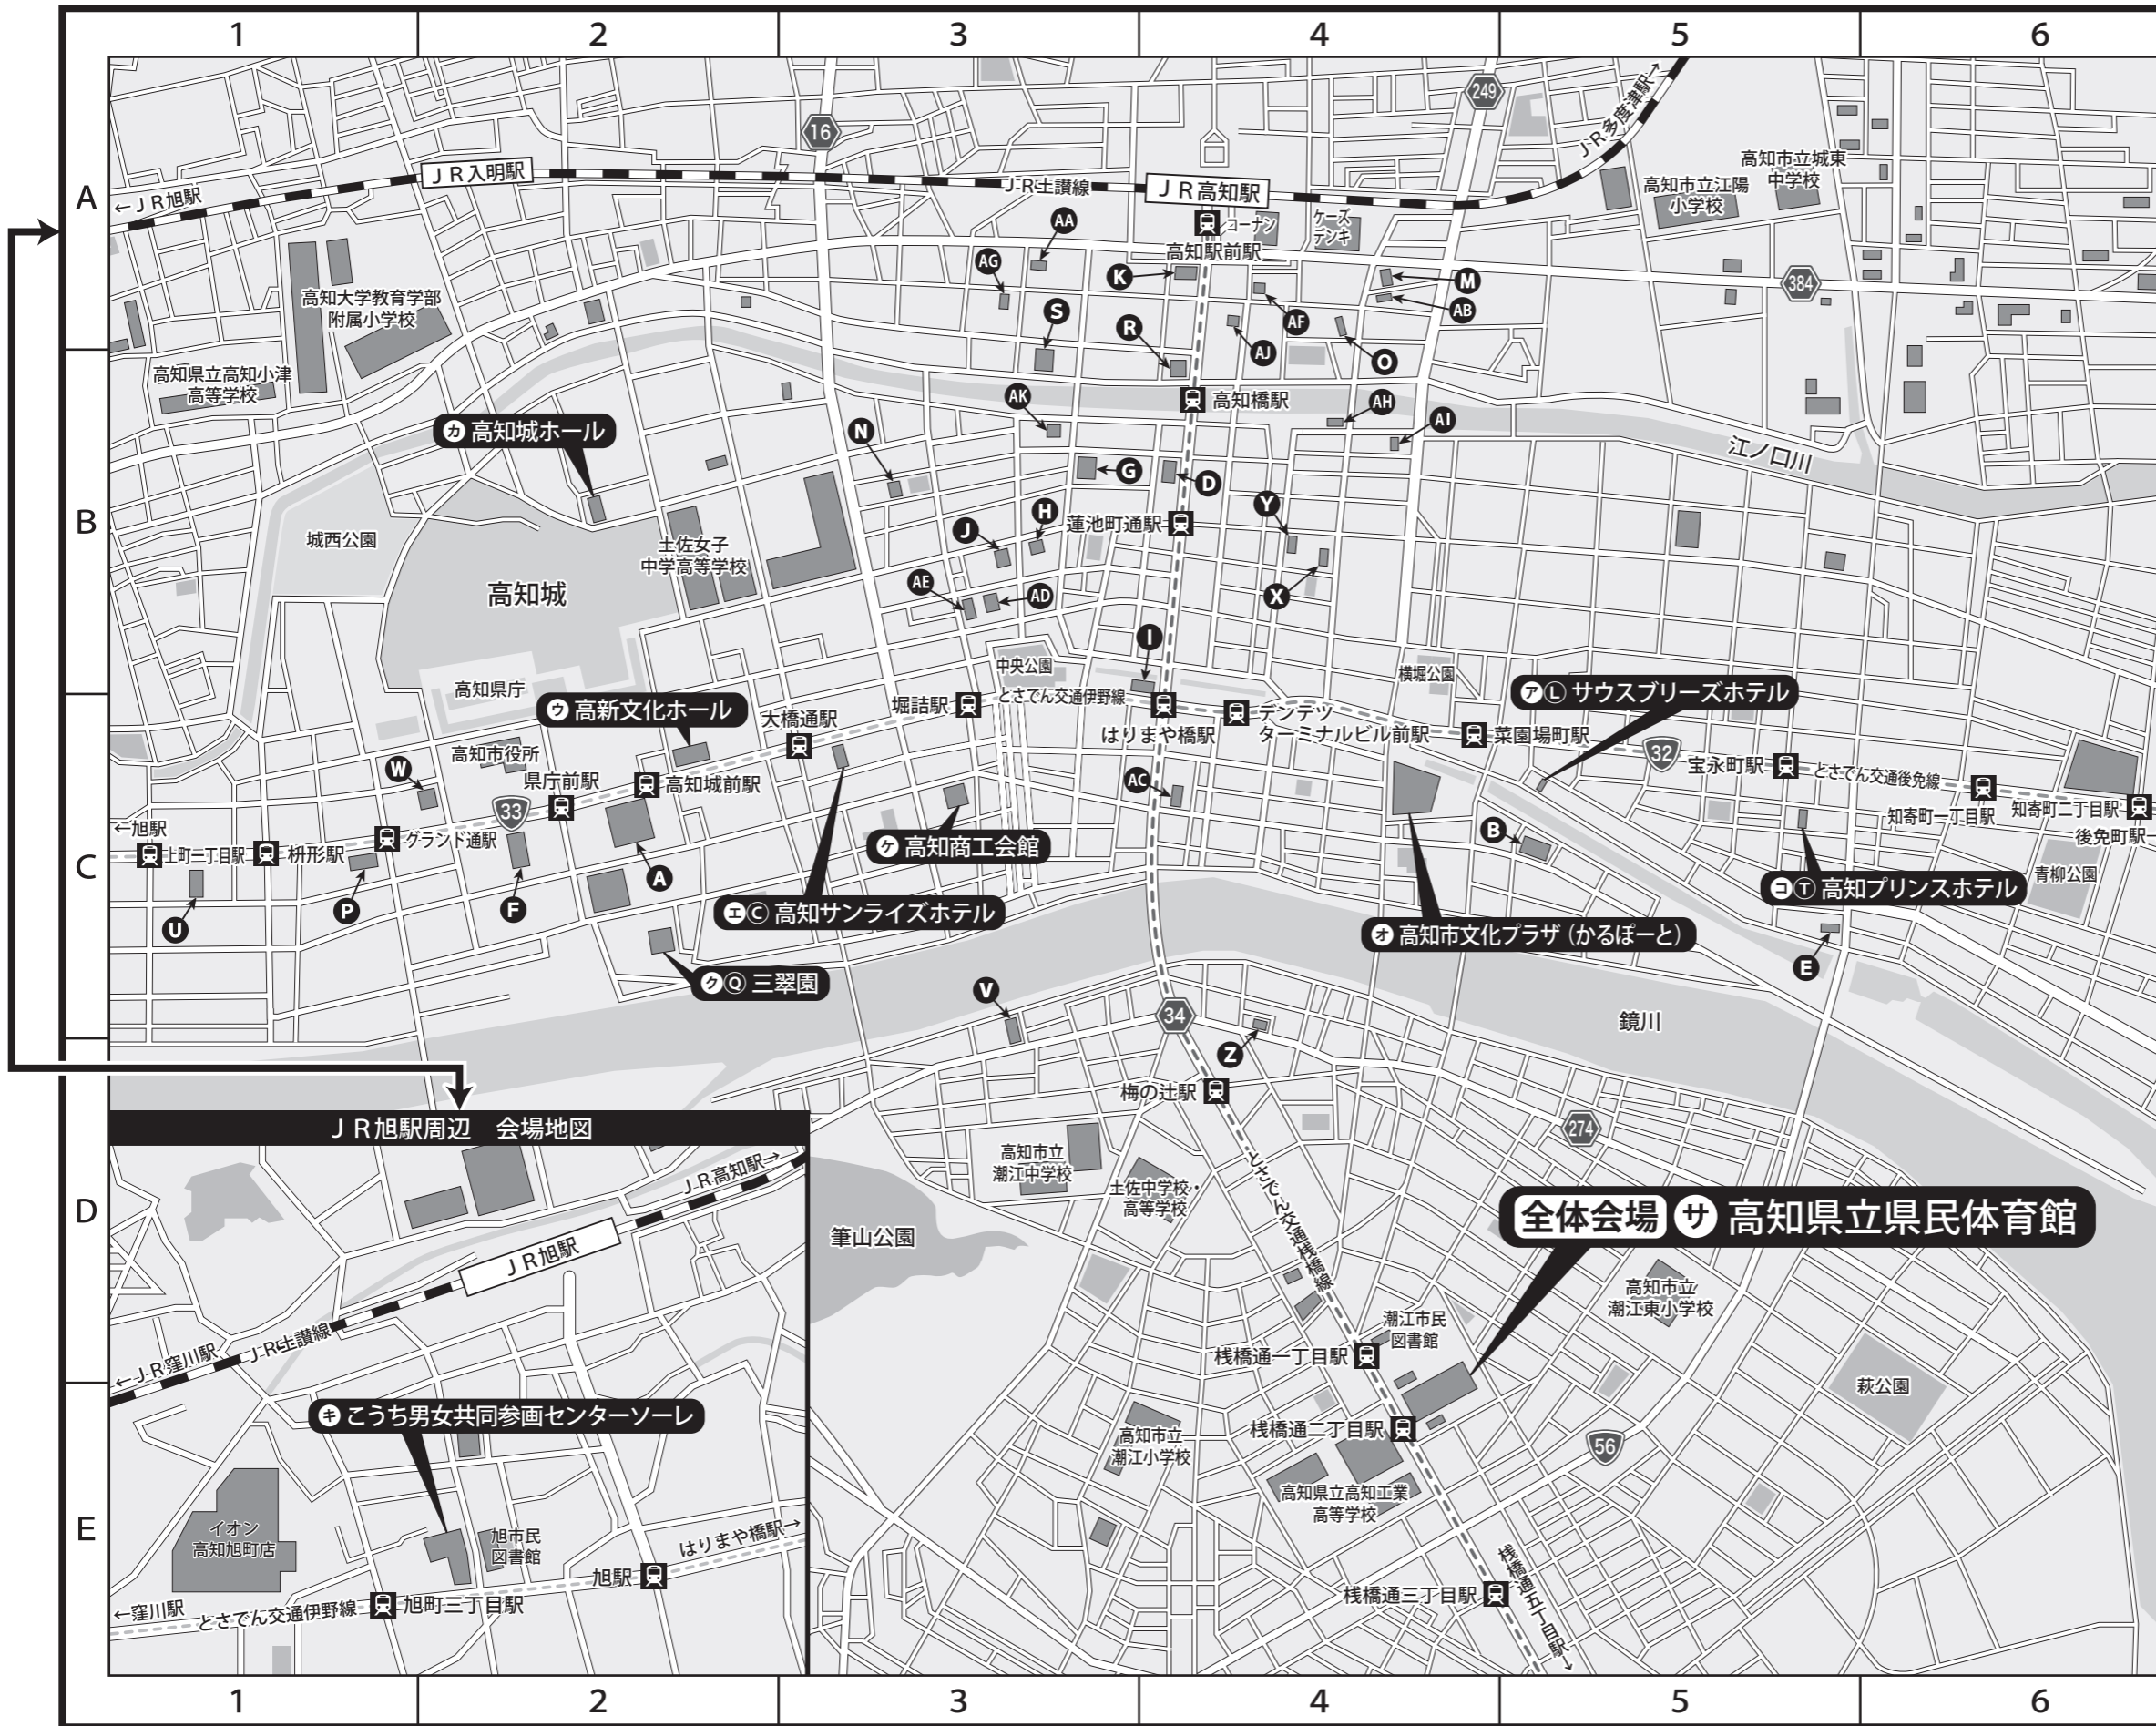 1 2 3 4 5 6
A
B
C
D
E
249
16
JR多度津駅→
高知市立城東
中学校
高知市立江陽
小学校
JR入明駅
←JR旭駅
JR土讃線
JR高知駅
コーナン
ケーズ
デンキ
高知駅前駅
AA
AG
K
M
AB
384
高知大学教育学部
附属小学校
S
R
AF
AJ
O
高知県立高知小津
高等学校
カ 高知城ホール
AK
高知橋駅
AH
AI
江ノ口川
N
G
D
Y
H
J
蓮池町通駅
城西公園
土佐女子
中学高等学校
高知城
AE
AD
X
I
中央公園
横堀公園
高知県庁
ウ 高新文化ホール
堀詰駅
とさでん交通伊野線
アL サウスブリーズホテル
大橋通駅
はりまや橋駅
デンテツ
ターミナルビル前駅
菜園場町駅
32
宝永町駅
とさでん交通後免線
高知市役所
W
県庁前駅
高知城前駅
AC
33
知寄町一丁目駅
知寄町二丁目駅
後免町駅→
←旭駅
上町二丁目駅
枡形駅
グランド通駅
ケ 高知商工会館
B
青柳公園
A
P
F
U
エC 高知サンライズホテル
コT 高知プリンスホテル
オ 高知市文化プラザ（かるぽーと）
E
クQ 三翠園
V
34
Z
鏡川
梅の辻駅
274
JR旭駅周辺 会場地図
JR高知駅→
高知市立
潮江中学校
土佐中学校・
高等学校
とさでん交通桟橋線
全体会場 サ 高知県立県民体育館
筆山公園
JR旭駅
高知市立
潮江東小学校
潮江市民
図書館
桟橋通一丁目駅
←JR窪川駅
JR土讃線
萩公園
キ こうち男女共同参画センターソーレ
高知市立
潮江小学校
桟橋通二丁目駅
56
高知県立高知工業
高等学校
イオン
高知旭町店
旭市民
図書館
はりまや橋駅→
旭駅
←窪川駅
とさでん交通伊野線
旭町三丁目駅
桟橋通三丁目駅
桟橋通五丁目駅→
1 2 3 4 5 6